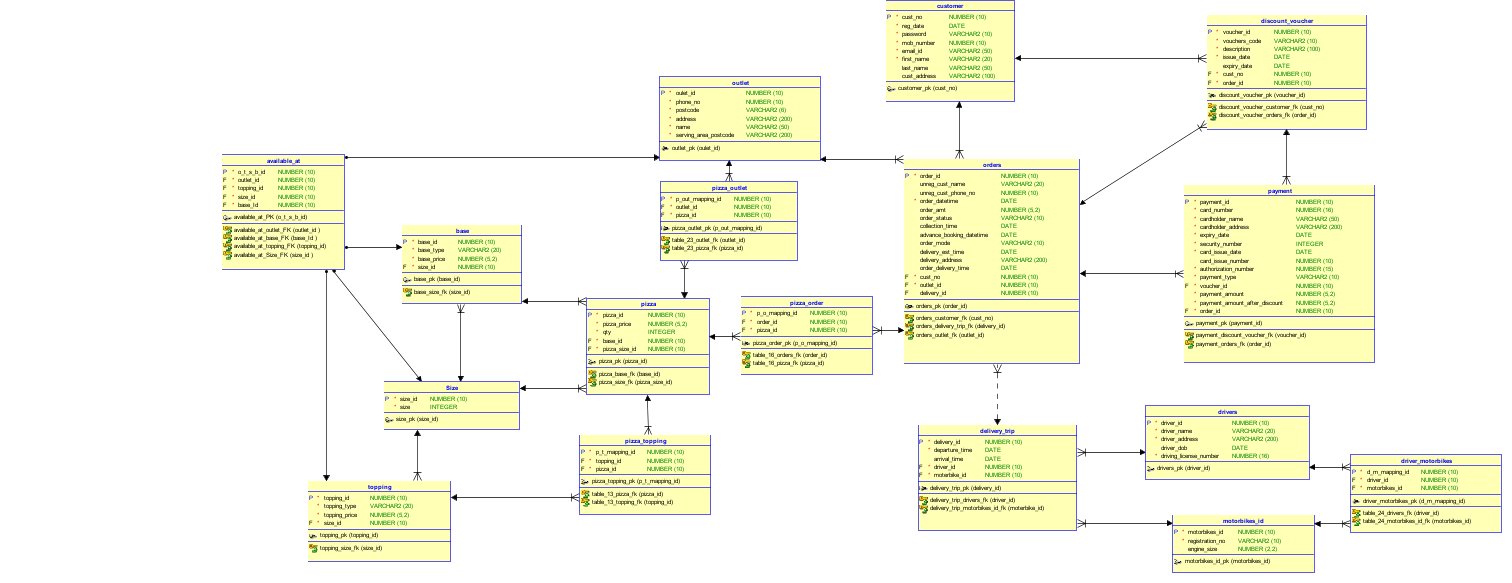 customer
P * cust_no NUMBER (10)
* reg_date DATE
* password VARCHAR2 (10)
* mob_number NUMBER (10)
* email_id VARCHAR2 (50)
* first_name VARCHAR2 (20)
last_name VARCHAR2 (50)
cust_address VARCHAR2 (100)
customer_pk (cust_no)
discount_voucher
P * voucher_id NUMBER (10)
* vouchers_code VARCHAR2 (10)
* description VARCHAR2 (100)
* issue_date DATE
expiry_date DATE
F * cust_no NUMBER (10)
F * order_id NUMBER (10)
discount_voucher_pk (voucher_id)
discount_voucher_customer_fk (cust_no)
discount_voucher_orders_fk (order_id)
outlet
P * oulet_id NUMBER (10)
* phone_no NUMBER (10)
* postcode VARCHAR2 (6)
* address VARCHAR2 (200)
* name VARCHAR2 (50)
* serving_area_postcode VARCHAR2 (200)
outlet_pk (oulet_id)
available_at
P * o_t_s_b_id NUMBER (10)
F * outlet_id NUMBER (10)
F * topping_id NUMBER (10)
F * size_id NUMBER (10)
F * base_Id NUMBER (10)
available_at_PK (o_t_s_b_id)
available_at_outlet_FK (outlet_id )
available_at_base_FK (base_Id )
available_at_topping_FK (topping_id)
available_at_Size_FK (size_id )
pizza_outlet
P * p_out_mapping_id NUMBER (10)
F * outlet_id NUMBER (10)
F * pizza_id NUMBER (10)
pizza_outlet_pk (p_out_mapping_id)
table_23_outlet_fk (outlet_id)
table_23_pizza_fk (pizza_id)
orders
P * order_id NUMBER (10)
unreg_cust_name VARCHAR2 (20)
unreg_cust_phone_no NUMBER (10)
* order_datetime DATE
order_amt NUMBER (5,2)
* order_status VARCHAR2 (10)
collection_time DATE
advance_booking_datetime DATE
* order_mode VARCHAR2 (10)
delivery_est_time DATE
delivery_address VARCHAR2 (200)
order_delivery_time DATE
F * cust_no NUMBER (10)
F * outlet_id NUMBER (10)
F delivery_id NUMBER (10)
orders_pk (order_id)
orders_customer_fk (cust_no)
orders_delivery_trip_fk (delivery_id)
orders_outlet_fk (outlet_id)
payment
P * payment_id NUMBER (10)
* card_number NUMBER (16)
* cardholder_name VARCHAR2 (50)
* cardholder_address VARCHAR2 (200)
* expiry_date DATE
* security_number INTEGER
* card_issue_date DATE
card_issue_number NUMBER (10)
* authorization_number NUMBER (15)
* payment_type VARCHAR2 (10)
F * voucher_id NUMBER (10)
* payment_amount NUMBER (5,2)
* payment_amount_after_discount NUMBER (5,2)
F * order_id NUMBER (10)
payment_pk (payment_id)
payment_discount_voucher_fk (voucher_id)
payment_orders_fk (order_id)
base
P * base_id NUMBER (10)
* base_type VARCHAR2 (20)
* base_price NUMBER (5,2)
F * size_id NUMBER (10)
base_pk (base_id)
base_size_fk (size_id)
pizza
P * pizza_id NUMBER (10)
* pizza_price NUMBER (5,2)
* qty INTEGER
F * base_id NUMBER (10)
F * pizza_size_id NUMBER (10)
pizza_pk (pizza_id)
pizza_base_fk (base_id)
pizza_size_fk (pizza_size_id)
pizza_order
P * p_o_mapping_id NUMBER (10)
F * order_id NUMBER (10)
F * pizza_id NUMBER (10)
pizza_order_pk (p_o_mapping_id)
table_16_orders_fk (order_id)
table_16_pizza_fk (pizza_id)
Size
P * size_id NUMBER (10)
* size INTEGER
size_pk (size_id)
pizza_topping
P * p_t_mapping_id NUMBER (10)
F * topping_id NUMBER (10)
F * pizza_id NUMBER (10)
pizza_topping_pk (p_t_mapping_id)
table_13_pizza_fk (pizza_id)
table_13_topping_fk (topping_id)
topping
P * topping_id NUMBER (10)
* topping_type VARCHAR2 (20)
* topping_price NUMBER (5,2)
F * size_id NUMBER (10)
topping_pk (topping_id)
topping_size_fk (size_id)
delivery_trip
P * delivery_id NUMBER (10)
* departure_time DATE
arrival_time DATE
F * driver_id NUMBER (10)
F * moterbike_id NUMBER (10)
delivery_trip_pk (delivery_id)
delivery_trip_drivers_fk (driver_id)
delivery_trip_motorbikes_id_fk (moterbike_id)
drivers
P * driver_id NUMBER (10)
* driver_name VARCHAR2 (20)
* driver_address VARCHAR2 (200)
driver_dob DATE
* driving_license_number NUMBER (16)
drivers_pk (driver_id)
driver_motorbikes
P * d_m_mapping_id NUMBER (10)
F * driver_id NUMBER (10)
F * motorbikes_id NUMBER (10)
driver_motorbikes_pk (d_m_mapping_id)
table_24_drivers_fk (driver_id)
table_24_motorbikes_id_fk (motorbikes_id)
motorbikes_id
P * motorbikes_id NUMBER (10)
* registration_no VARCHAR2 (10)
engine_size NUMBER (2,2)
motorbikes_id_pk (motorbikes_id)